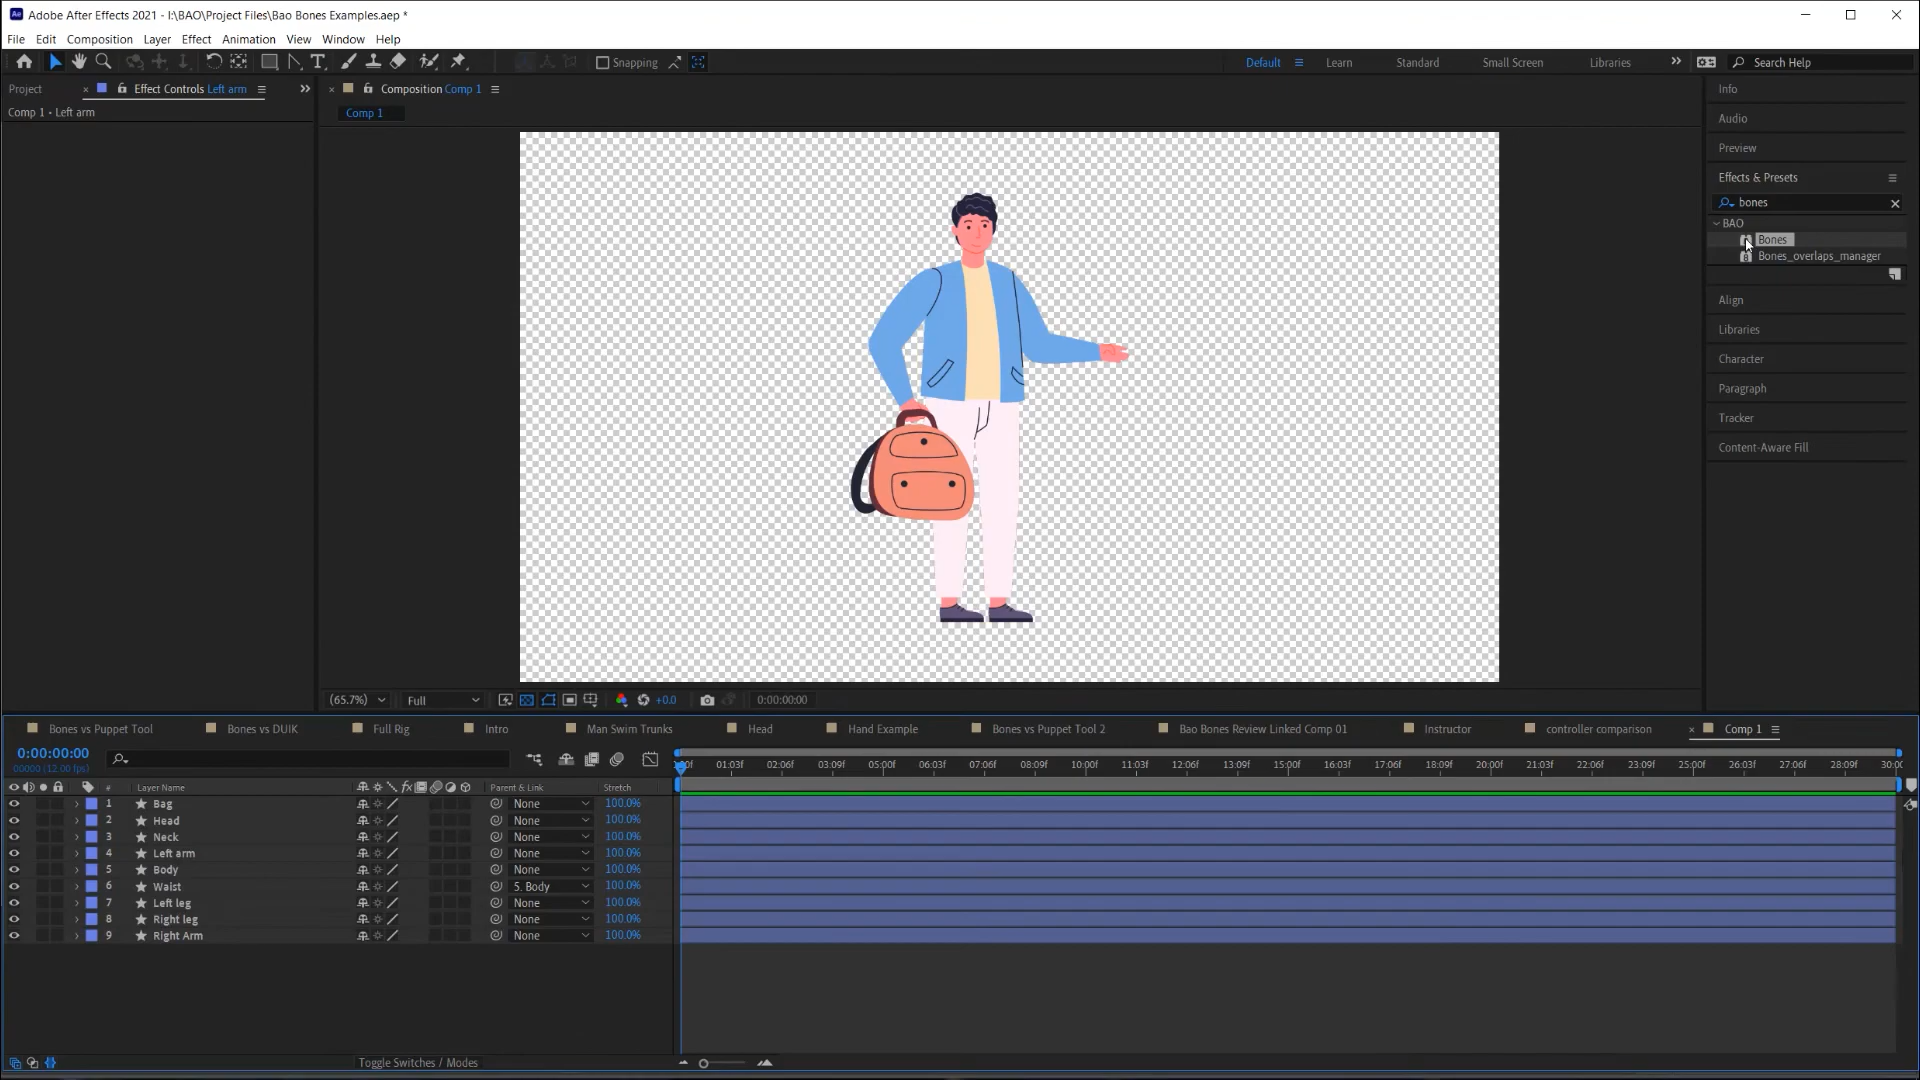 Adobe After Effects 2021 - I:\BAO\Project Files\Bao Bones Examples.aep *
File Edit Composition Layer Effect Animation View Window Help
Snapping Default Learn Standard Small Screen Libraries Search Help
Project Effect Controls Left arm
Comp 1 • Left arm
Composition Comp 1
Comp 1
Info
Audio
Preview
Effects & Presets
bones
BAO
Bones
Bones_overlaps_manager
Align
Libraries
Character
Paragraph
Tracker
Content-Aware Fill
(65.7%) Full +0.0 0:00:00:00
Bones vs Puppet Tool Bones vs DUIK Full Rig Intro Man Swim Trunks Head Hand Example Bones vs Puppet Tool 2 Bao Bones Review Linked Comp 01 Instructor controller comparison Comp 1
0:00:00:00
00000 (12.00 fps)
01:03f 02:06f 03:09f 05:00f 06:03f 07:06f 08:09f 10:00f 11:03f 12:06f 13:09f 15:00f 16:03f 17:06f 18:09f 20:00f 21:03f 22:06f 23:09f 25:00f 26:03f 27:06f 28:09f 30:00
# Layer Name fx Parent & Link Stretch
1 Bag None 100.0%
2 Head None 100.0%
3 Neck None 100.0%
4 Left arm None 100.0%
5 Body None 100.0%
6 Waist 5. Body 100.0%
7 Left leg None 100.0%
8 Right leg None 100.0%
9 Right Arm None 100.0%
Toggle Switches / Modes